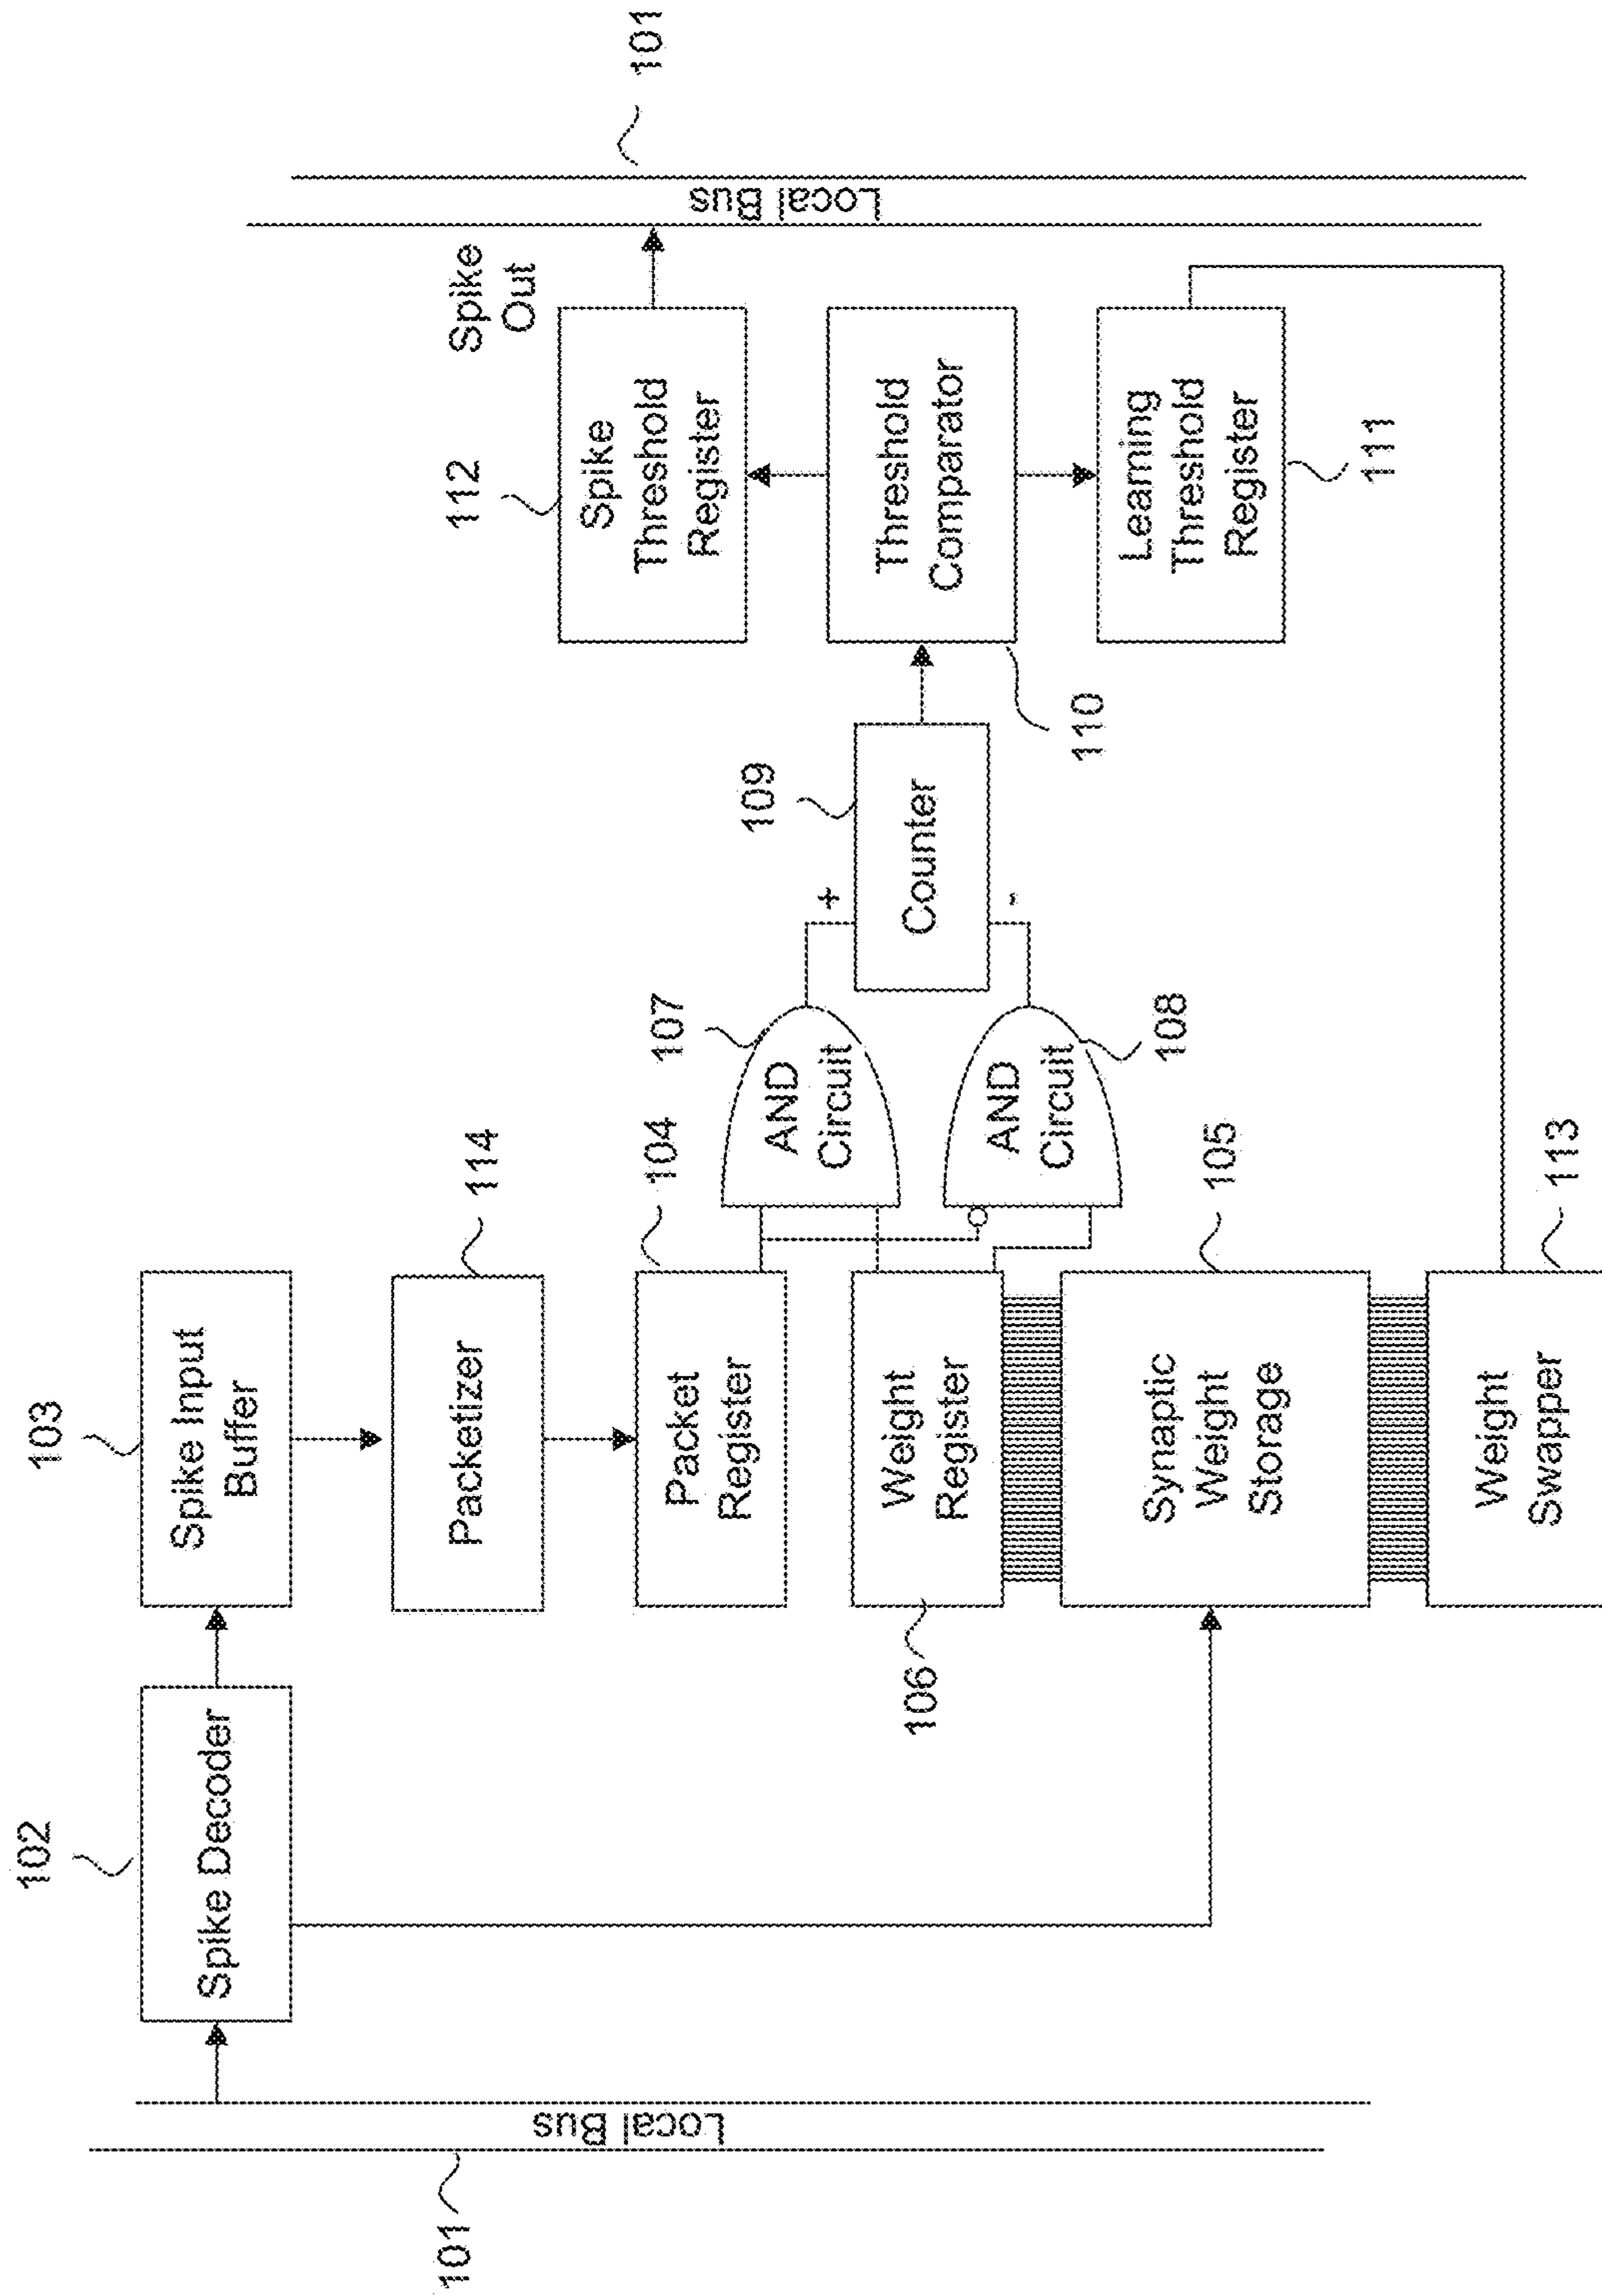 101
Local Bus
102
Spike Decoder
103
Spike Input
Buffer
114
Packetizer
104
Packet
Register
106
Weight
Register
105
Synaptic
Weight
Storage
113
Weight
Swapper
107
AND
Circuit
108
AND
Circuit
109
+
Counter
-
110
Threshold
Comparator
112
Spike
Threshold
Register
111
Learning
Threshold
Register
Spike
Out
Local Bus
101